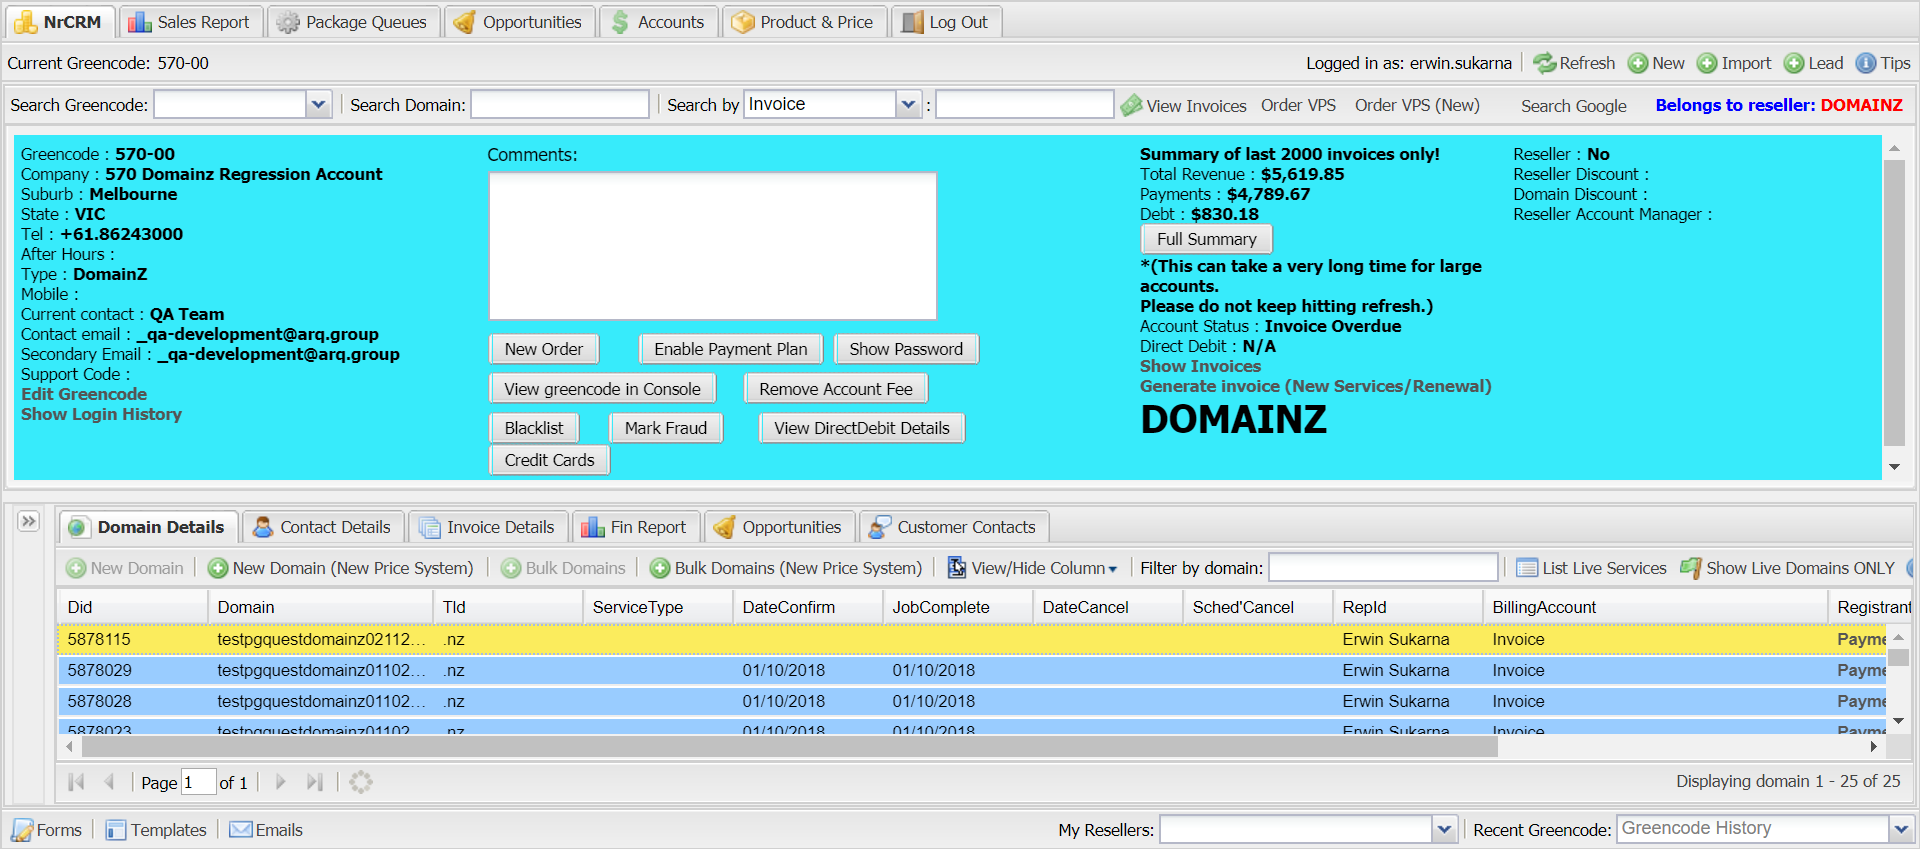 NrCRM Sales Report Package Queues Opportunities Accounts Product & Price Log Out
Current Greencode: 570-00 Logged in as: erwin.sukarna Refresh New Import Lead Tips
Search Greencode: Search Domain: Search by Invoice : View Invoices Order VPS Order VPS (New) Search Google Belongs to reseller: DOMAINZ
Greencode : 570-00
Company : 570 Domainz Regression Account
Suburb : Melbourne
State : VIC
Tel : +61.86243000
After Hours :
Type : DomainZ
Mobile :
Current contact : QA Team
Contact email : _qa-development@arq.group
Secondary Email : _qa-development@arq.group
Support Code :
Edit Greencode
Show Login History
Comments:
New Order Enable Payment Plan Show Password
View greencode in Console Remove Account Fee
Blacklist Mark Fraud View DirectDebit Details
Credit Cards
Summary of last 2000 invoices only!
Total Revenue : $5,619.85
Payments : $4,789.67
Debt : $830.18
Full Summary
*(This can take a very long time for large
accounts.
Please do not keep hitting refresh.)
Account Status : Invoice Overdue
Direct Debit : N/A
Show Invoices
Generate invoice (New Services/Renewal)
DOMAINZ
Reseller : No
Reseller Discount :
Domain Discount :
Reseller Account Manager :
Domain Details Contact Details Invoice Details Fin Report Opportunities Customer Contacts
New Domain New Domain (New Price System) Bulk Domains Bulk Domains (New Price System) View/Hide Column Filter by domain: List Live Services Show Live Domains ONLY
Did Domain Tld ServiceType DateConfirm JobComplete DateCancel Sched'Cancel RepId BillingAccount Registrant
5878115 testpgquestdomainz02112... .nz Erwin Sukarna Invoice Payme
5878029 testpgquestdomainz01102... .nz 01/10/2018 01/10/2018 Erwin Sukarna Invoice Payme
5878028 testpgquestdomainz01102... .nz 01/10/2018 01/10/2018 Erwin Sukarna Invoice Payme
5878023 testpgquestdomainz01102... .nz 01/10/2018 01/10/2018 Erwin Sukarna Invoice Payme
Page 1 of 1 Displaying domain 1 - 25 of 25
Forms Templates Emails My Resellers: Recent Greencode: Greencode History